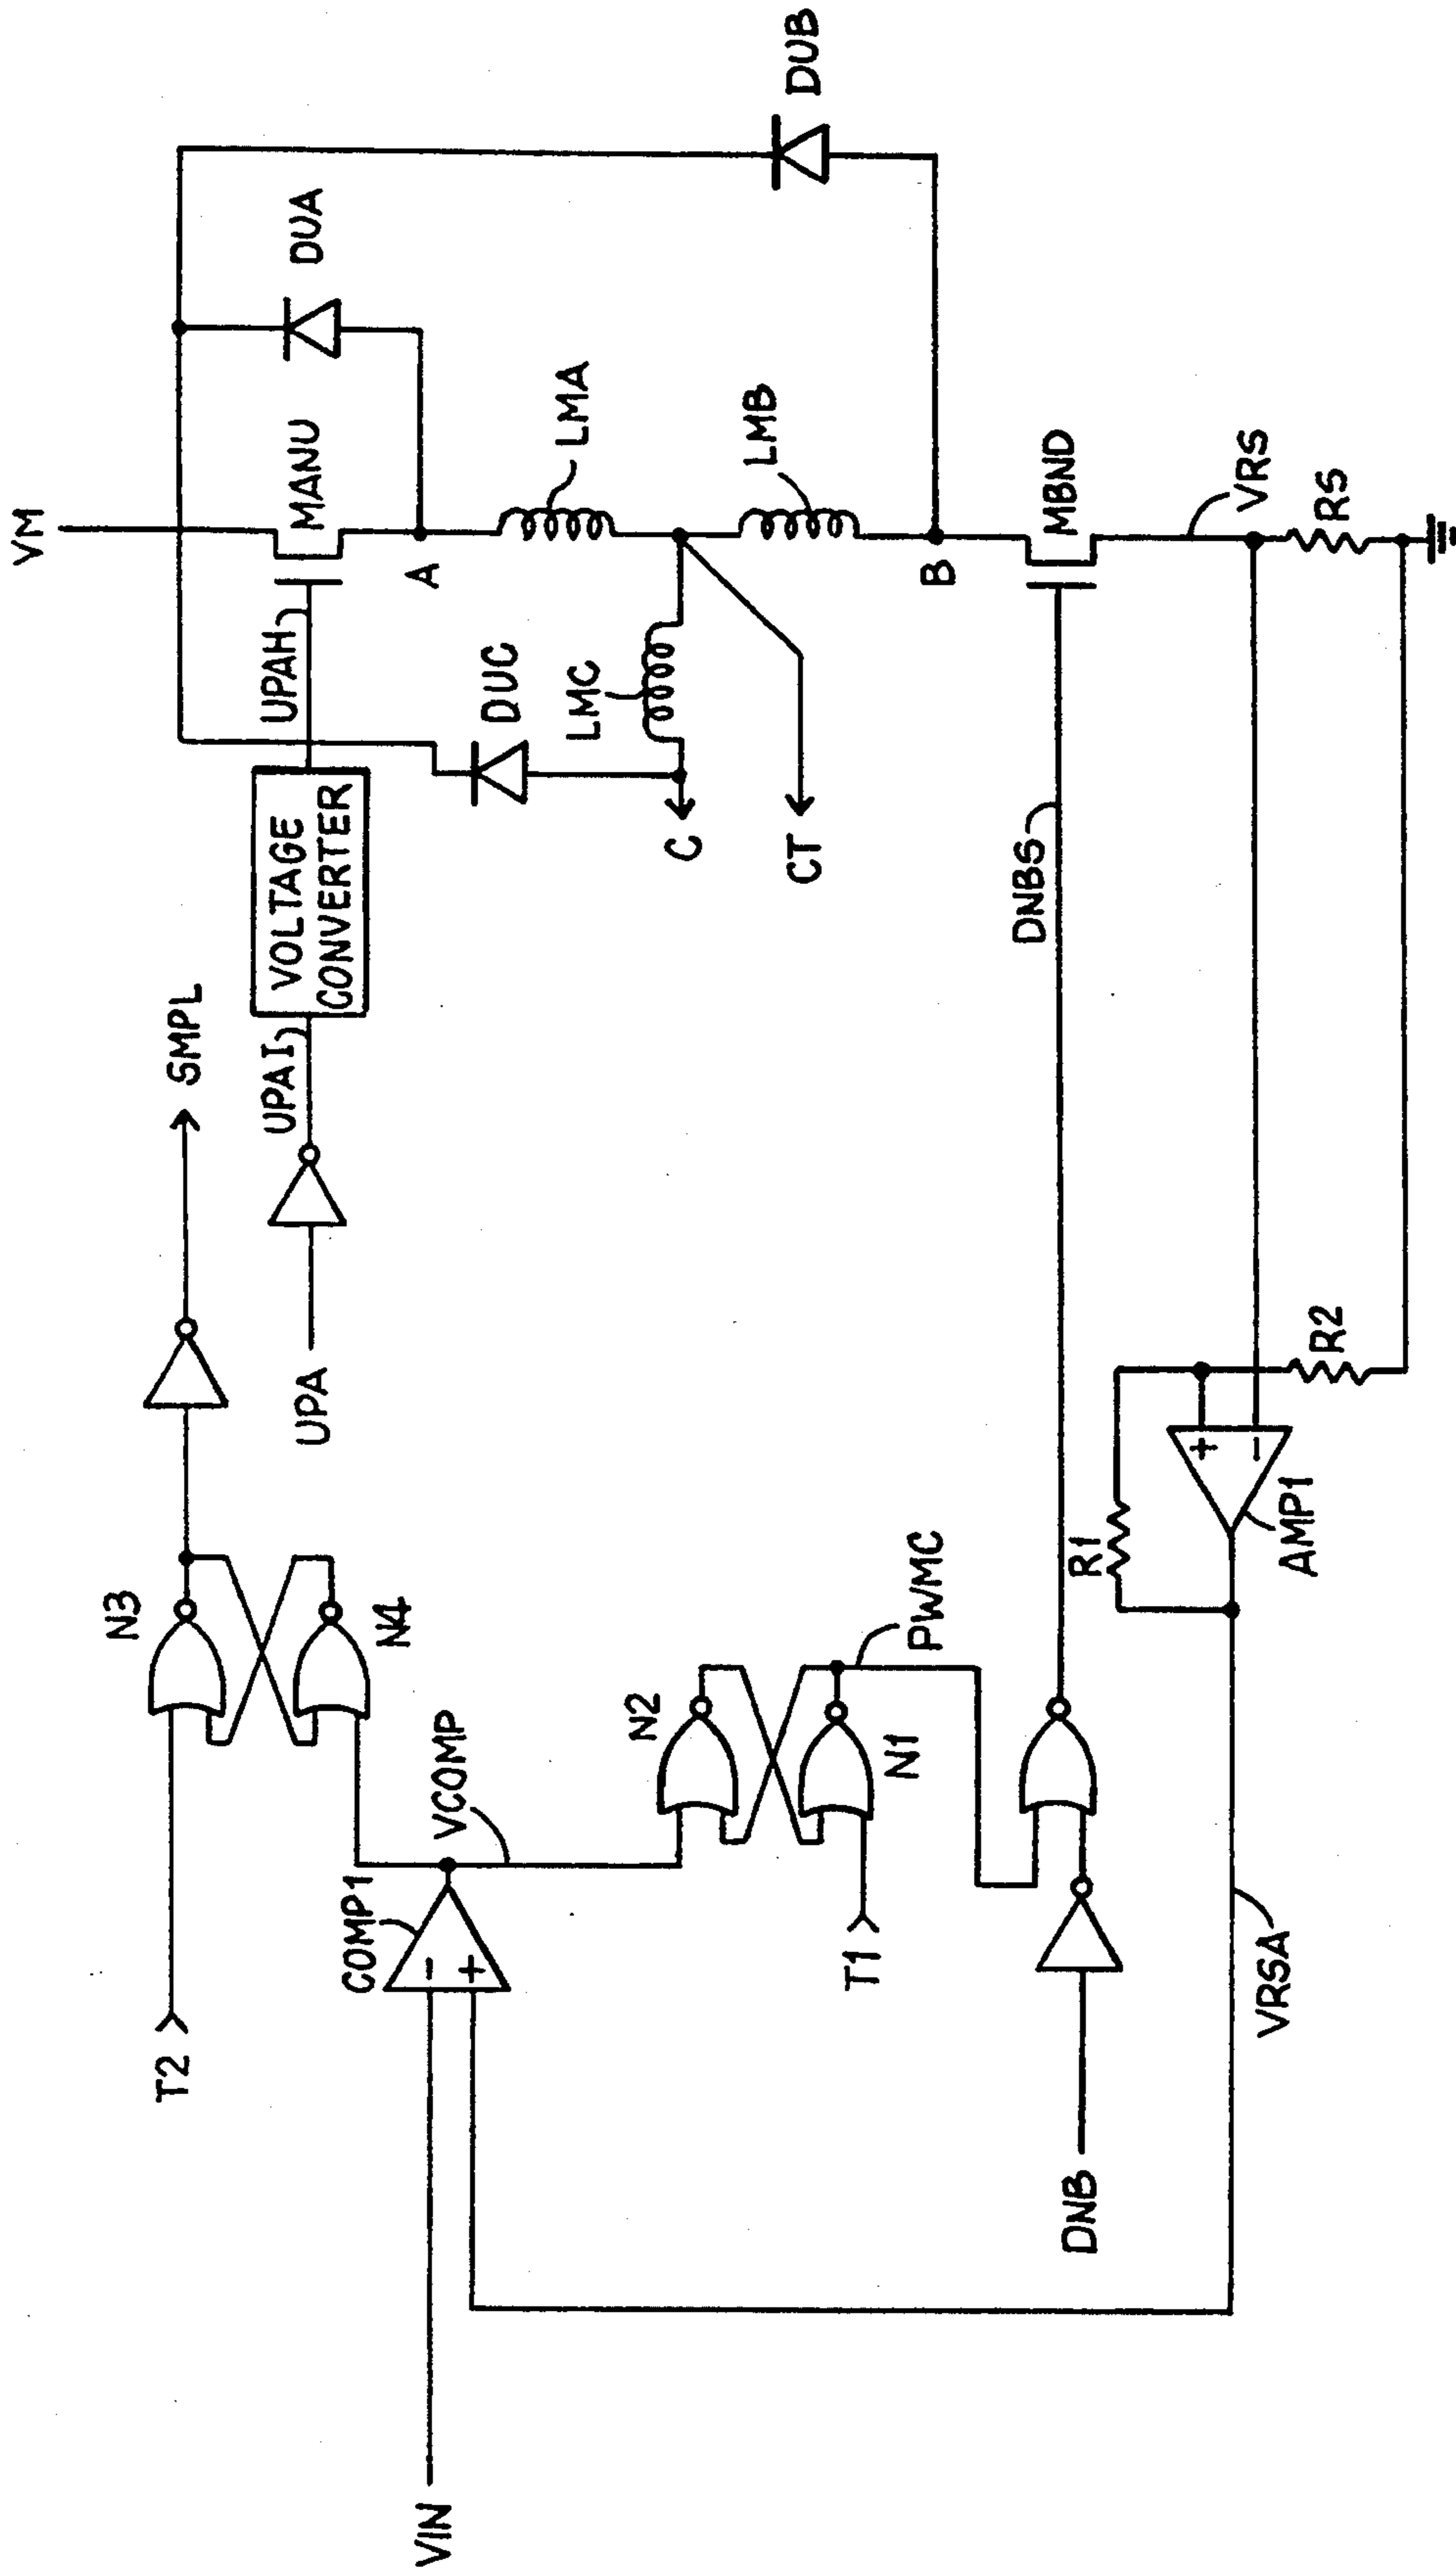 VM
DUA
DUB
MANU
UPAH
A
LMA
LMB
B
MBND
VRS
RS
DUC
LMC
C
CT
DNBS
VOLTAGE
CONVERTER
UPAI
SMPL
UPA
N3
N4
T2
COMP1
-
+
VCOMP
N2
N1
PWMC
T1
DNB
VIN
R1
R2
+
-
AMP1
VRSA